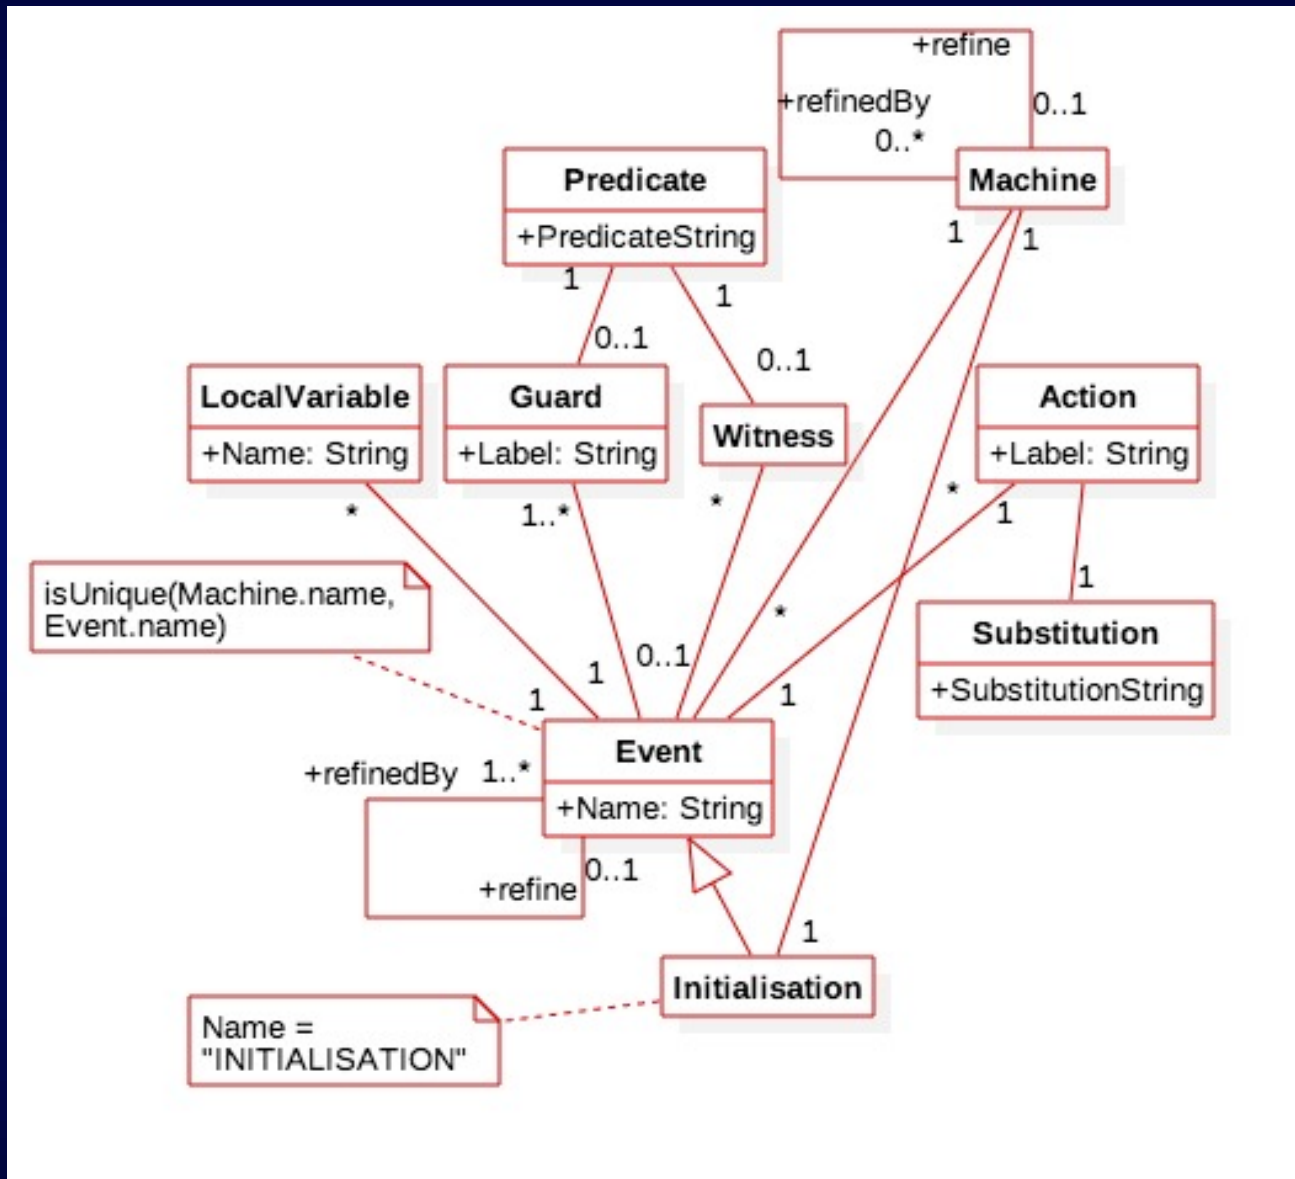 +refine
+refinedBy
0..1
0..*
Predicate
Machine
+PredicateString
1
1
1
1
0..1
0..1
LocalVariable
Guard
Witness
Action
+Name: String
+Label: String
+Label: String
*
1..*
*
*
1
1
isUnique(Machine.name,
Event.name)
*
Substitution
+SubstitutionString
1
0..1
1
1
Event
+refinedBy
1..*
+Name: String
0..1
+refine
1
Initialisation
Name =
"INITIALISATION"